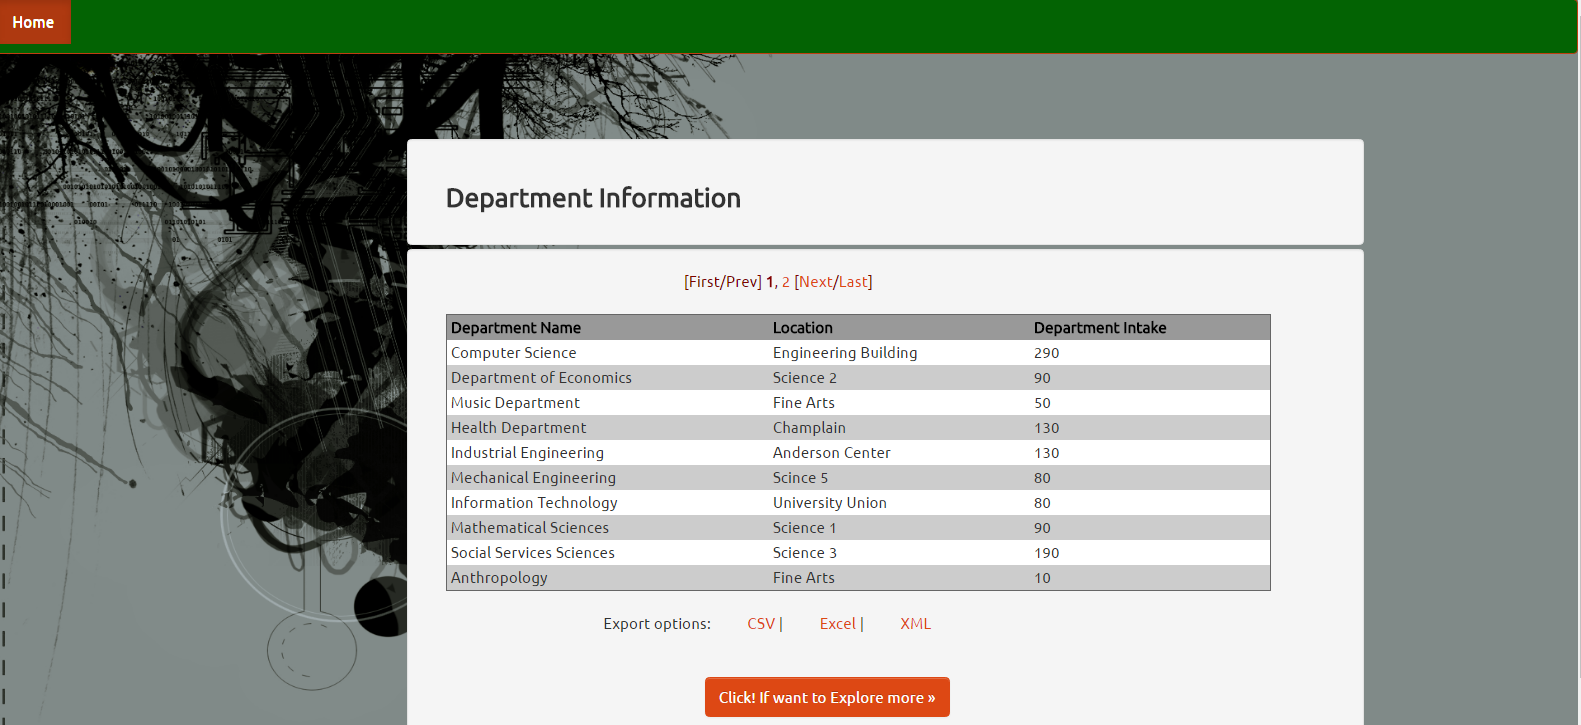 Home
Department Information
[First/Prev] 1, 2 [Next/Last]
Department Name Location Department Intake
Computer Science Engineering Building 290
Department of Economics Science 2 90
Music Department Fine Arts 50
Health Department Champlain 130
Industrial Engineering Anderson Center 130
Mechanical Engineering Scince 5 80
Information Technology University Union 80
Mathematical Sciences Science 1 90
Social Services Sciences Science 3 190
Anthropology Fine Arts 10
Export options: CSV | Excel | XML
Click! If want to Explore more »